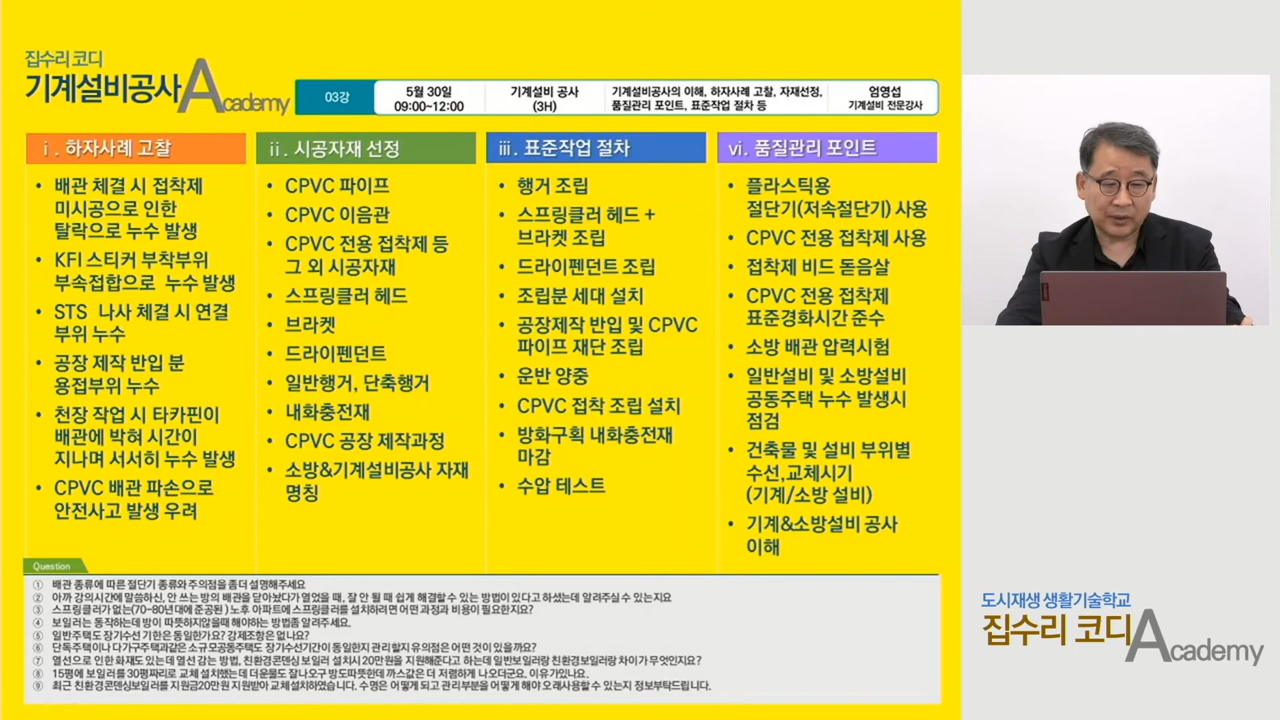 집수리 코디
기계설비공사 Academy
03강
5월 30일
09:00~12:00
기계설비 공사
(3H)
기계설비공사의 이해, 하자사례 고찰, 자재선정,
품질관리 포인트, 표준작업 절차 등
엄영섭
기계설비 전문강사
ⅰ. 하자사례 고찰
• 배관 체결 시 접착제
미시공으로 인한
탈락으로 누수 발생
• KFI 스티커 부착부위
부속접합으로 누수 발생
• STS 나사 체결 시 연결
부위 누수
• 공장 제작 반입 분
용접부위 누수
• 천장 작업 시 타카핀이
배관에 박혀 시간이
지나며 서서히 누수 발생
• CPVC 배관 파손으로
안전사고 발생 우려
ⅱ. 시공자재 선정
• CPVC 파이프
• CPVC 이음관
• CPVC 전용 접착제 등
그 외 시공자재
• 스프링클러 헤드
• 브라켓
• 드라이펜던트
• 일반행거, 단축행거
• 내화충전재
• CPVC 공장 제작과정
• 소방&기계설비공사 자재
명칭
ⅲ. 표준작업 절차
• 행거 조립
• 스프링클러 헤드 +
브라켓 조립
• 드라이펜던트 조립
• 조립분 세대 설치
• 공장제작 반입 및 CPVC
파이프 재단 조립
• 운반 양중
• CPVC 접착 조립 설치
• 방화구획 내화충전재
마감
• 수압 테스트
ⅵ. 품질관리 포인트
• 플라스틱용
절단기(저속절단기) 사용
• CPVC 전용 접착제 사용
• 접착제 비드 돋음살
• CPVC 전용 접착제
표준경화시간 준수
• 소방 배관 압력시험
• 일반설비 및 소방설비
공동주택 누수 발생시
점검
• 건축물 및 설비 부위별
수선,교체시기
(기계/소방 설비)
• 기계&소방설비 공사
이해
Question
① 배관 종류에 따른 절단기 종류와 주의점을 좀더 설명해주세요
② 아까 강의시간에 말씀하신, 안 쓰는 방의 배관을 닫아놨다가 열었을 때, 잘 안 될 때 쉽게 해결할 수 있는 방법이 있다고 하셨는데 알려주실 수 있는지요
③ 스프링클러가 없는(70-80년대에 준공된 ) 노후 아파트에 스프링클러를 설치하려면 어떤 과정과 비용이 필요한지요?
④ 보일러는 동작하는데 방이 따뜻하지않을때 해야하는 방법좀 알려주세요.
⑤ 일반주택도 장기수선 기한은 동일한가요? 강제조항은 없나요?
⑥ 단독주택이나 다가구주택과같은 소규모공동주택도 장기수선기간이 동일한지 관리할지 유의점은 어떤 것이 있을까요?
⑦ 열선으로 인한 화재도 있는데 열선 감는 방법, 친환경콘덴싱 보일러 설치시 20만원을 지원해준다고 하는데 일반보일러랑 친환경보일러랑 차이가 무엇인지요?
⑧ 15평에 보일러를 30평짜리로 교체 설치했는데 더운물도 잘나오구 방도따뜻한데 까스값은 더 저렴하게 나오더군요. 이유가있나요.
⑨ 최근 친환경콘덴싱보일러를 지원금20만원 지원받아 교체설치하였습니다. 수명은 어떻게 되고 관리부분을 어떻게 해야 오래사용할 수 있는지 정보부탁드립니다.
도시재생 생활기술학교
집수리 코디 Academy